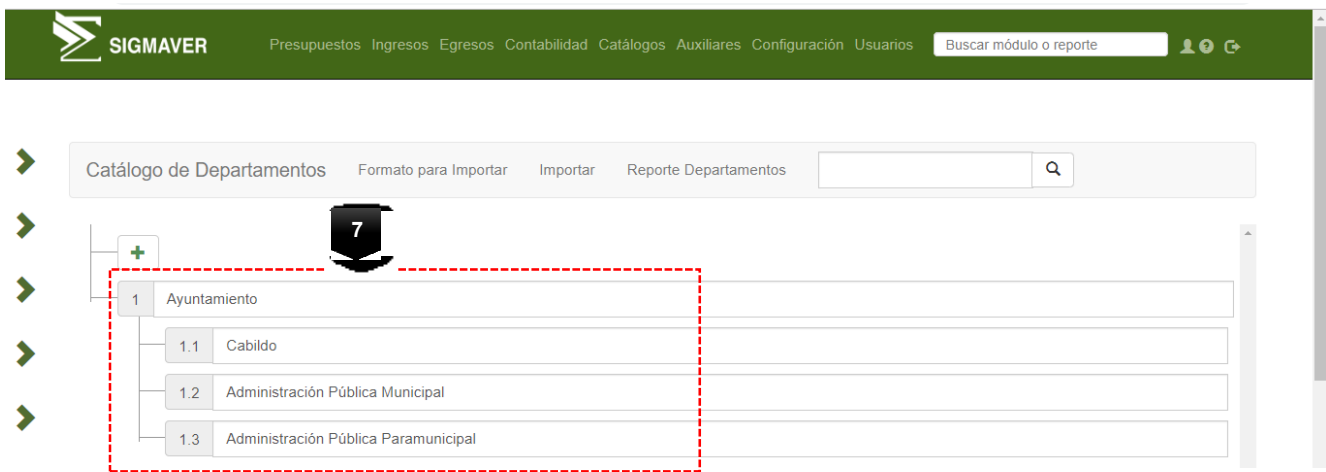 SIGMAVER
Presupuestos Ingresos Egresos Contabilidad Catálogos Auxiliares Configuración Usuarios Buscar módulo o reporte
Catálogo de Departamentos Formato para Importar Importar Reporte Departamentos
7
1 Ayuntamiento
1.1 Cabildo
1.2 Administración Pública Municipal
1.3 Administración Pública Paramunicipal